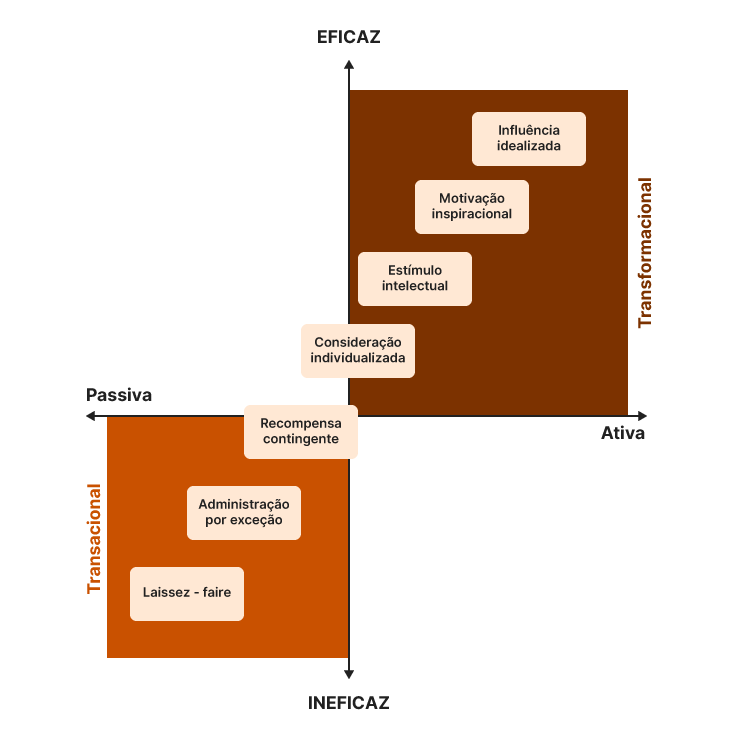 EFICAZ
Influência
idealizada
Motivação
inspiracional
Transformacional
Estímulo
intelectual
Consideração
individualizada
Passiva
Recompensa
contingente
Ativa
Administração
por exceção
Transacional
Laissez - faire
INEFICAZ